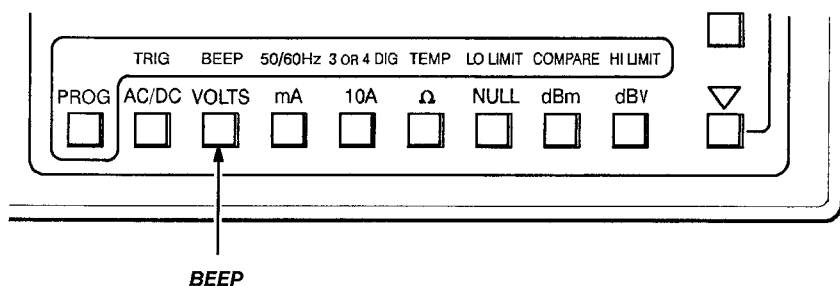 TRIG BEEP 50/60Hz 3 OR 4 DIG TEMP LO LIMIT COMPARE HI LIMIT
PROG AC/DC VOLTS mA 10A Ω NULL dBm dBV
BEEP